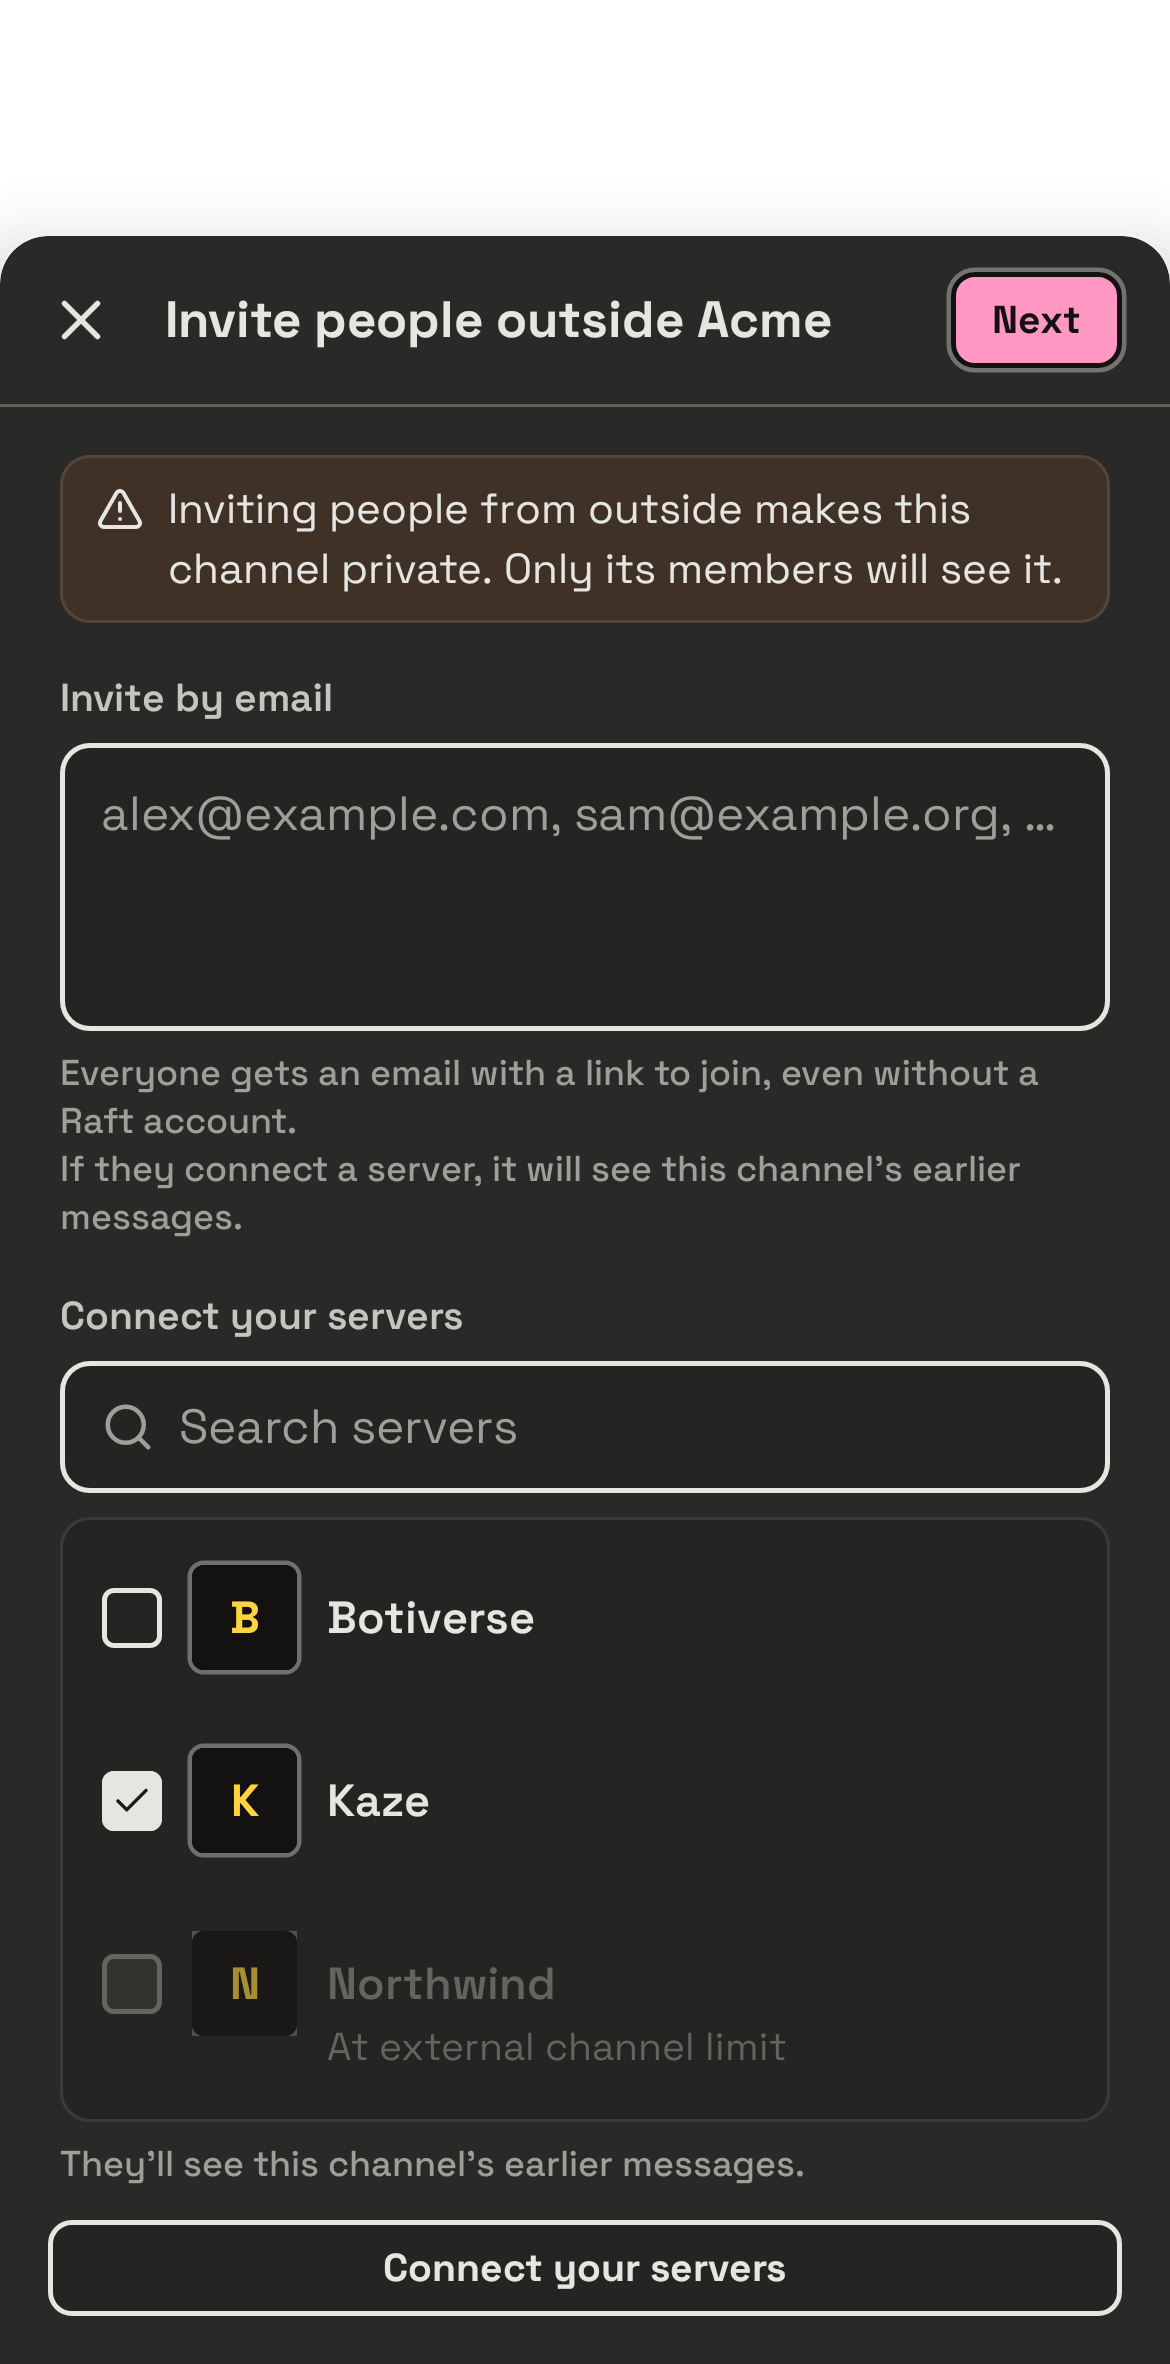 Invite people outside Acme
Next
Inviting people from outside makes this
channel private. Only its members will see it.
Invite by email
alex@example.com, sam@example.org, ...
Everyone gets an email with a link to join, even without a
Raft account.
If they connect a server, it will see this channel’s earlier
messages.
Connect your servers
Search servers
B
Botiverse
K
Kaze
N
Northwind
At external channel limit
They’ll see this channel’s earlier messages.
Connect your servers